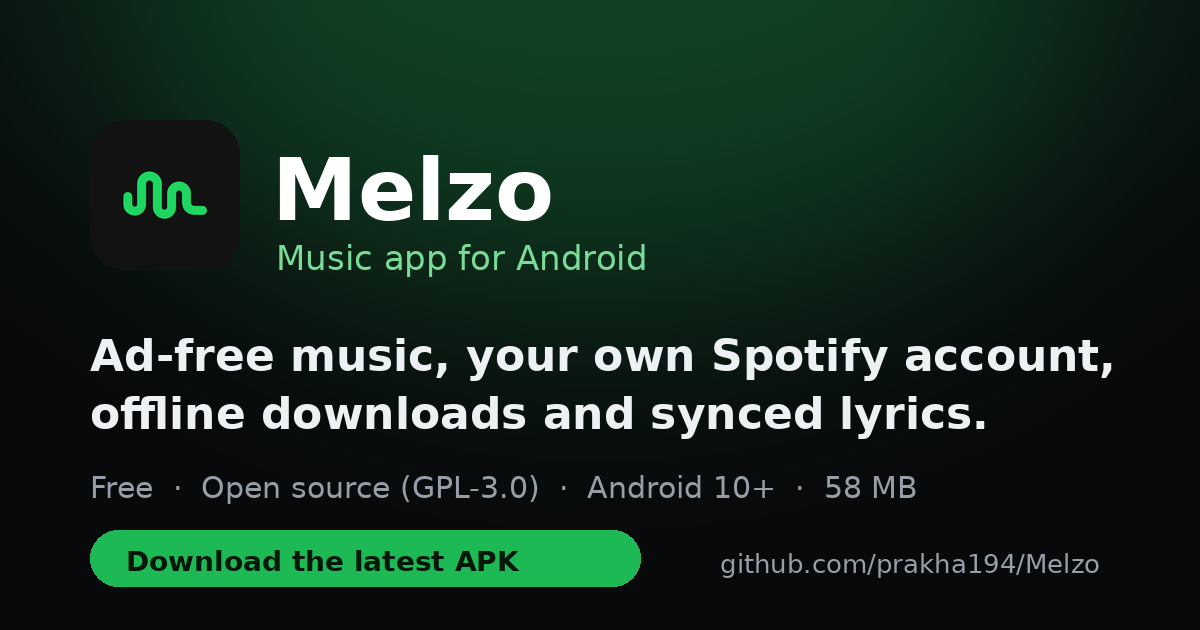 Melzo
Music app for Android
Ad-free music, your own Spotify account,
offline downloads and synced lyrics.
Free · Open source (GPL-3.0) · Android 10+ · 58 MB
Download the latest APK
github.com/prakha194/Melzo